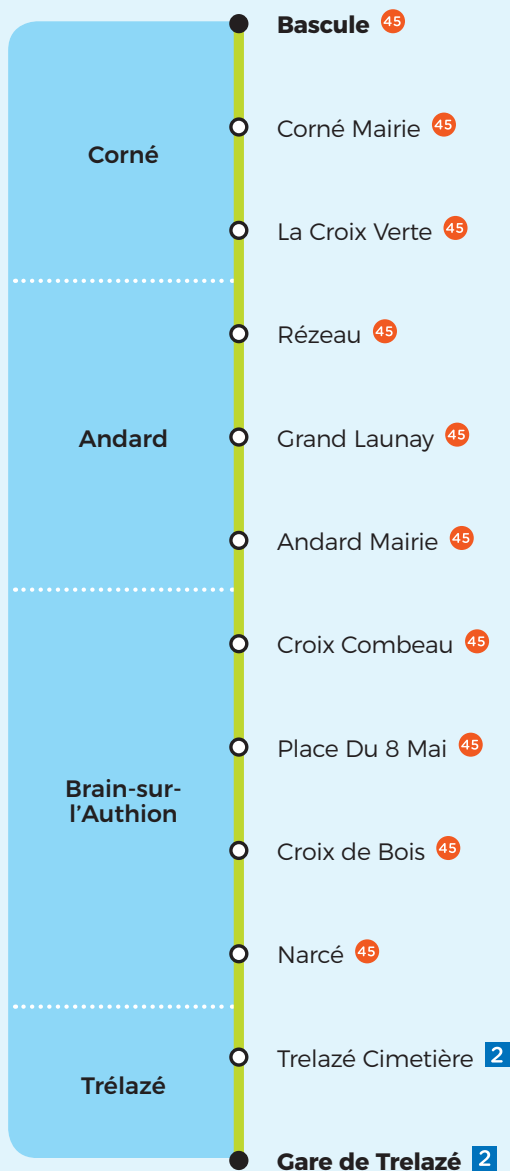 Bascule 45
Corné Mairie 45
Corné
La Croix Verte 45
Rézeau 45
Andard
Grand Launay 45
Andard Mairie 45
Croix Combeau 45
Place Du 8 Mai 45
Brain-sur-
l'Authion
Croix de Bois 45
Narcé 45
Trelazé Cimetière 2
Trélazé
Gare de Trelazé 2